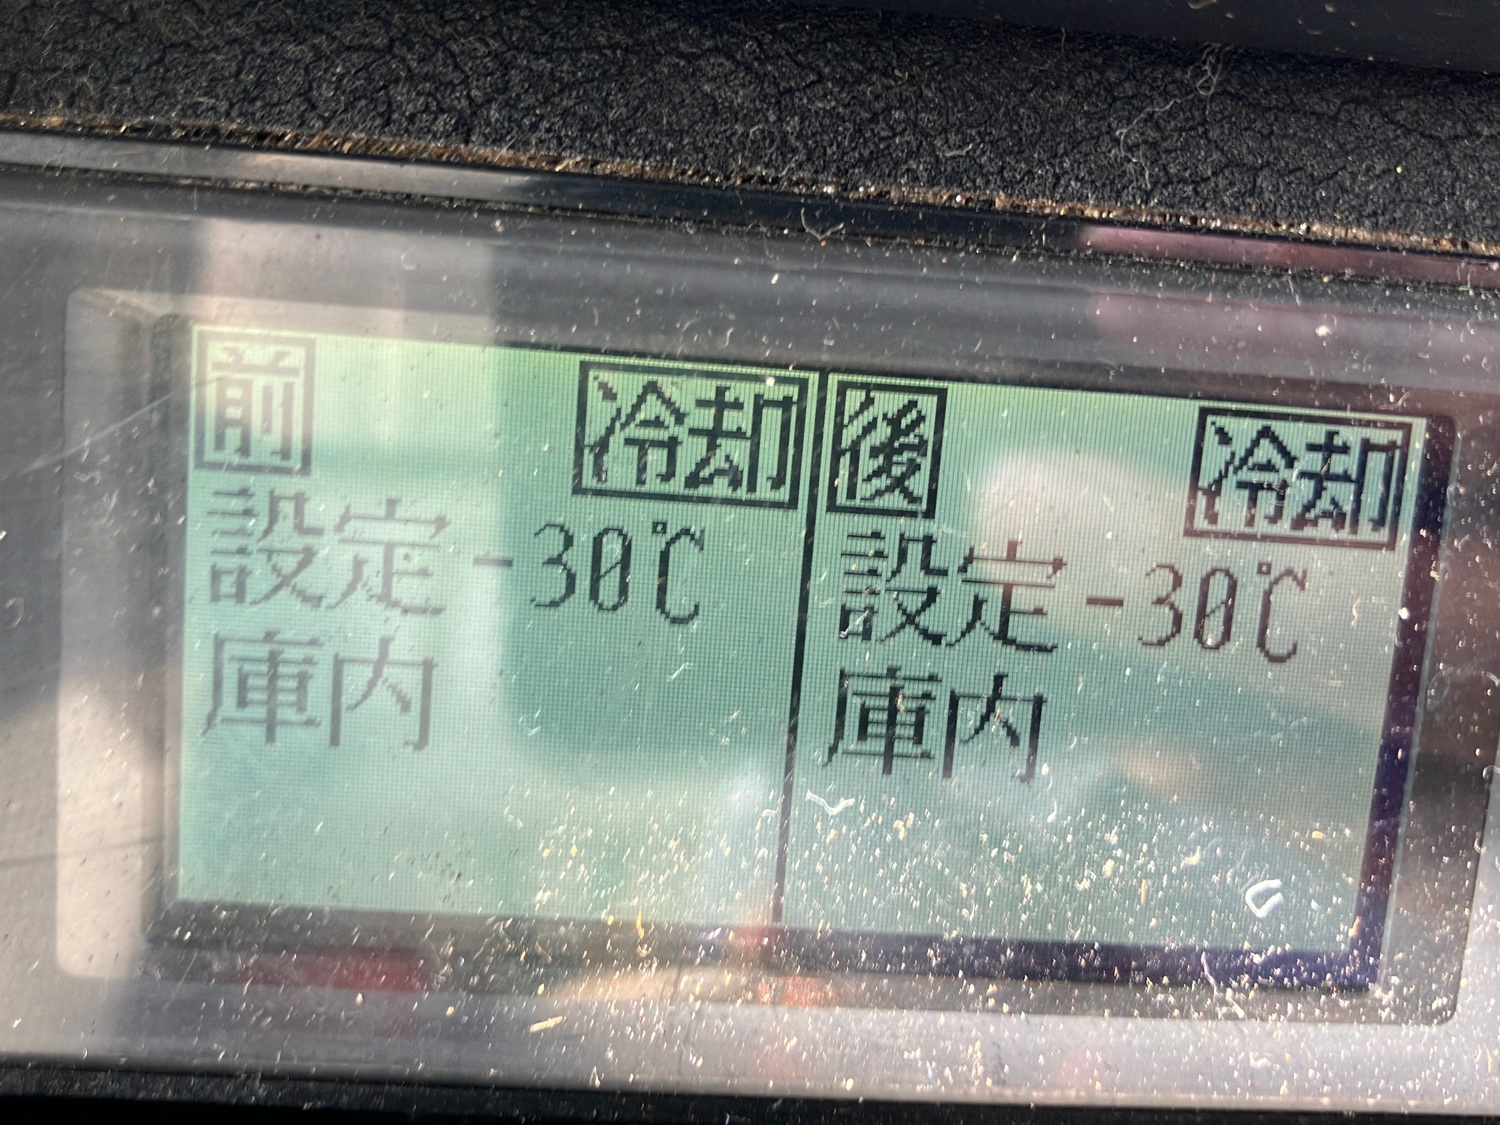 前 冷却
設定 -30℃
庫内
後 冷却
設定 -30℃
庫内